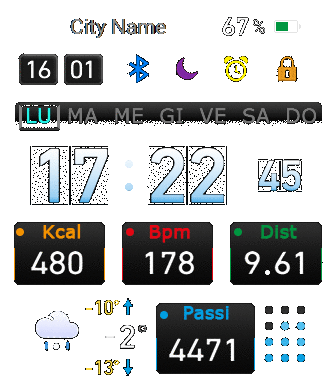 City Name 67%
16 01
LU MA ME GI VE SA DO
17 : 22 45
Kcal Bpm Dist
480 178 9.61
-10°
-2°
-13°
Passi
4471